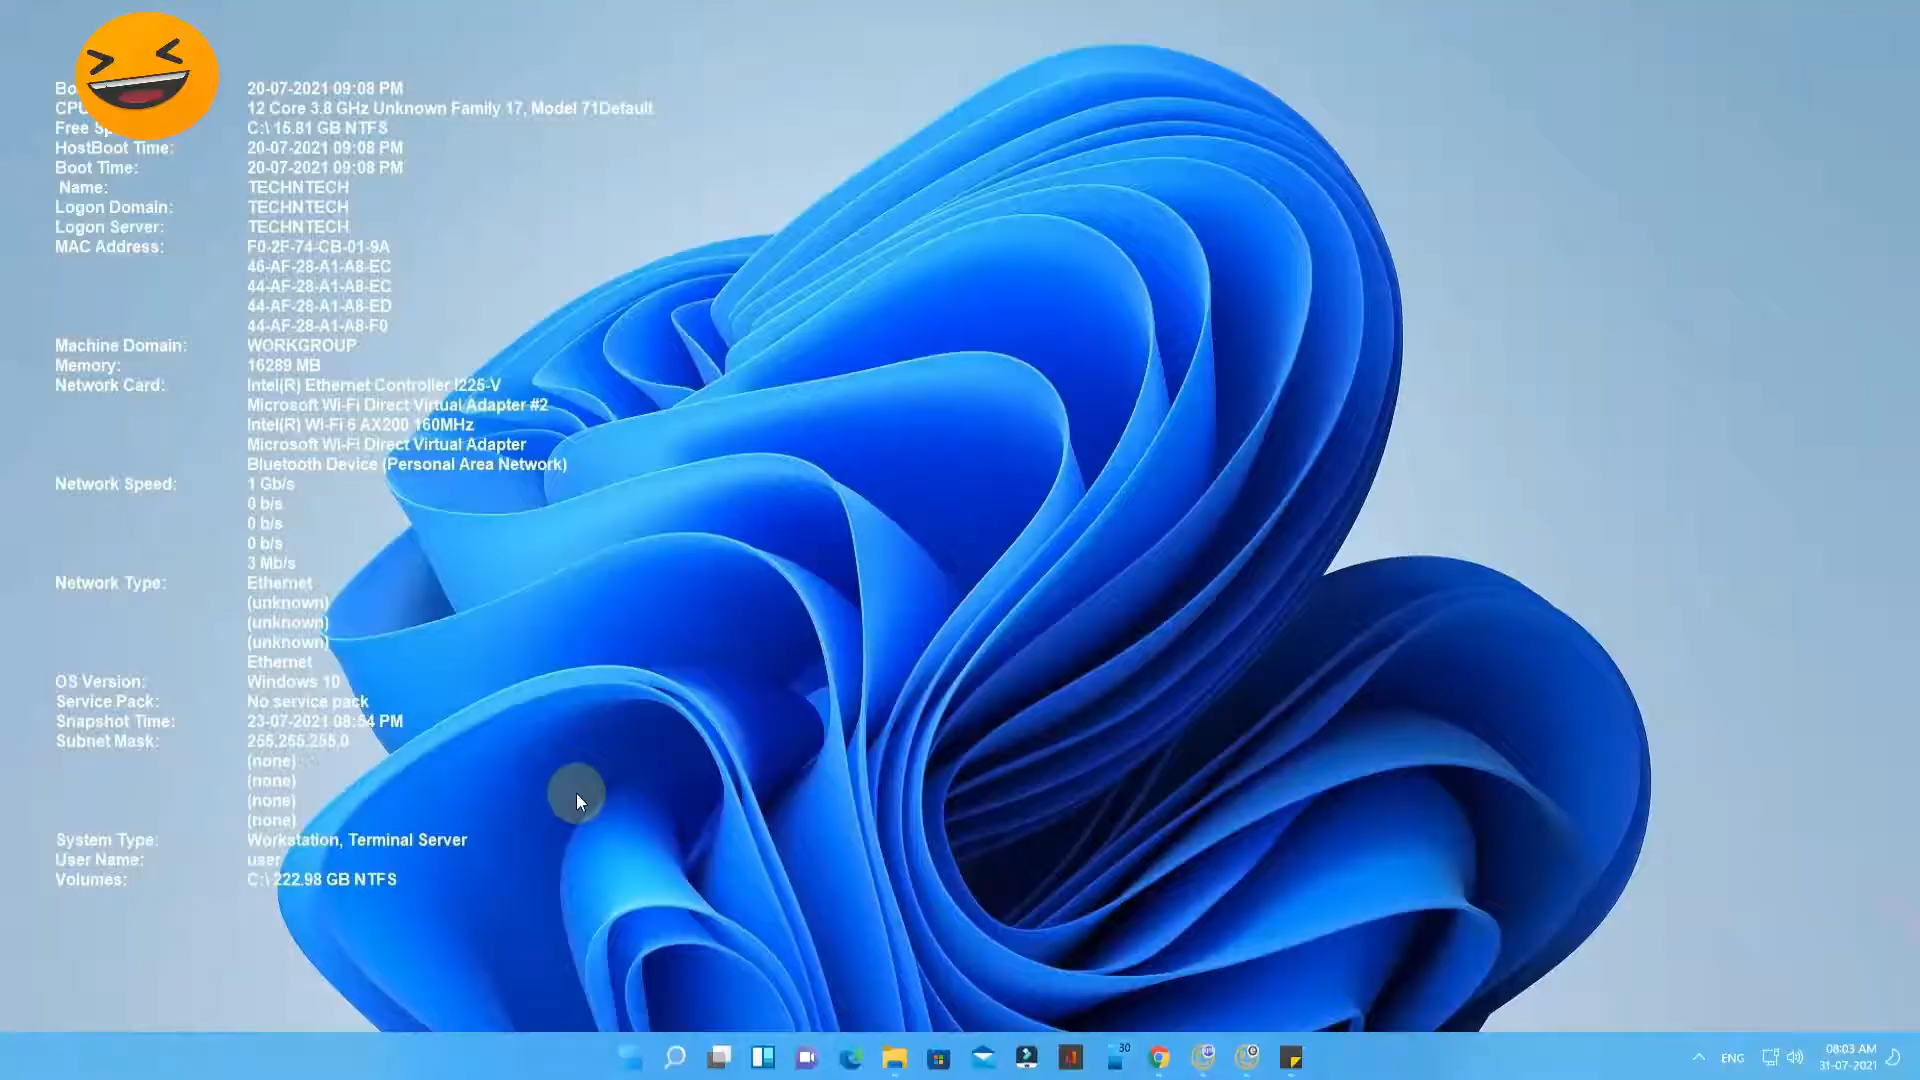 Bo 20-07-2021 09:08 PM
CPU 12 Core 3.8 GHz Unknown Family 17, Model 71Default
Free Sp C:\ 15.81 GB NTFS
HostBoot Time: 20-07-2021 09:08 PM
Boot Time: 20-07-2021 09:08 PM
Name: TECHNTECH
Logon Domain: TECHNTECH
Logon Server: TECHNTECH
MAC Address: F0-2F-74-CB-01-9A
46-AF-28-A1-A8-EC
44-AF-28-A1-A8-EC
44-AF-28-A1-A8-ED
44-AF-28-A1-A8-F0
Machine Domain: WORKGROUP
Memory: 16289 MB
Network Card: Intel(R) Ethernet Controller I225-V
Microsoft Wi-Fi Direct Virtual Adapter #2
Intel(R) Wi-Fi 6 AX200 160MHz
Microsoft Wi-Fi Direct Virtual Adapter
Bluetooth Device (Personal Area Network)
Network Speed: 1 Gb/s
0 b/s
0 b/s
0 b/s
3 Mb/s
Network Type: Ethernet
(unknown)
(unknown)
(unknown)
Ethernet
OS Version: Windows 10
Service Pack: No service pack
Snapshot Time: 23-07-2021 08:54 PM
Subnet Mask: 255.255.255.0
(none)
(none)
(none)
(none)
System Type: Workstation, Terminal Server
User Name: user
Volumes: C:\ 222.98 GB NTFS
30
ENG
08:03 AM
31-07-2021